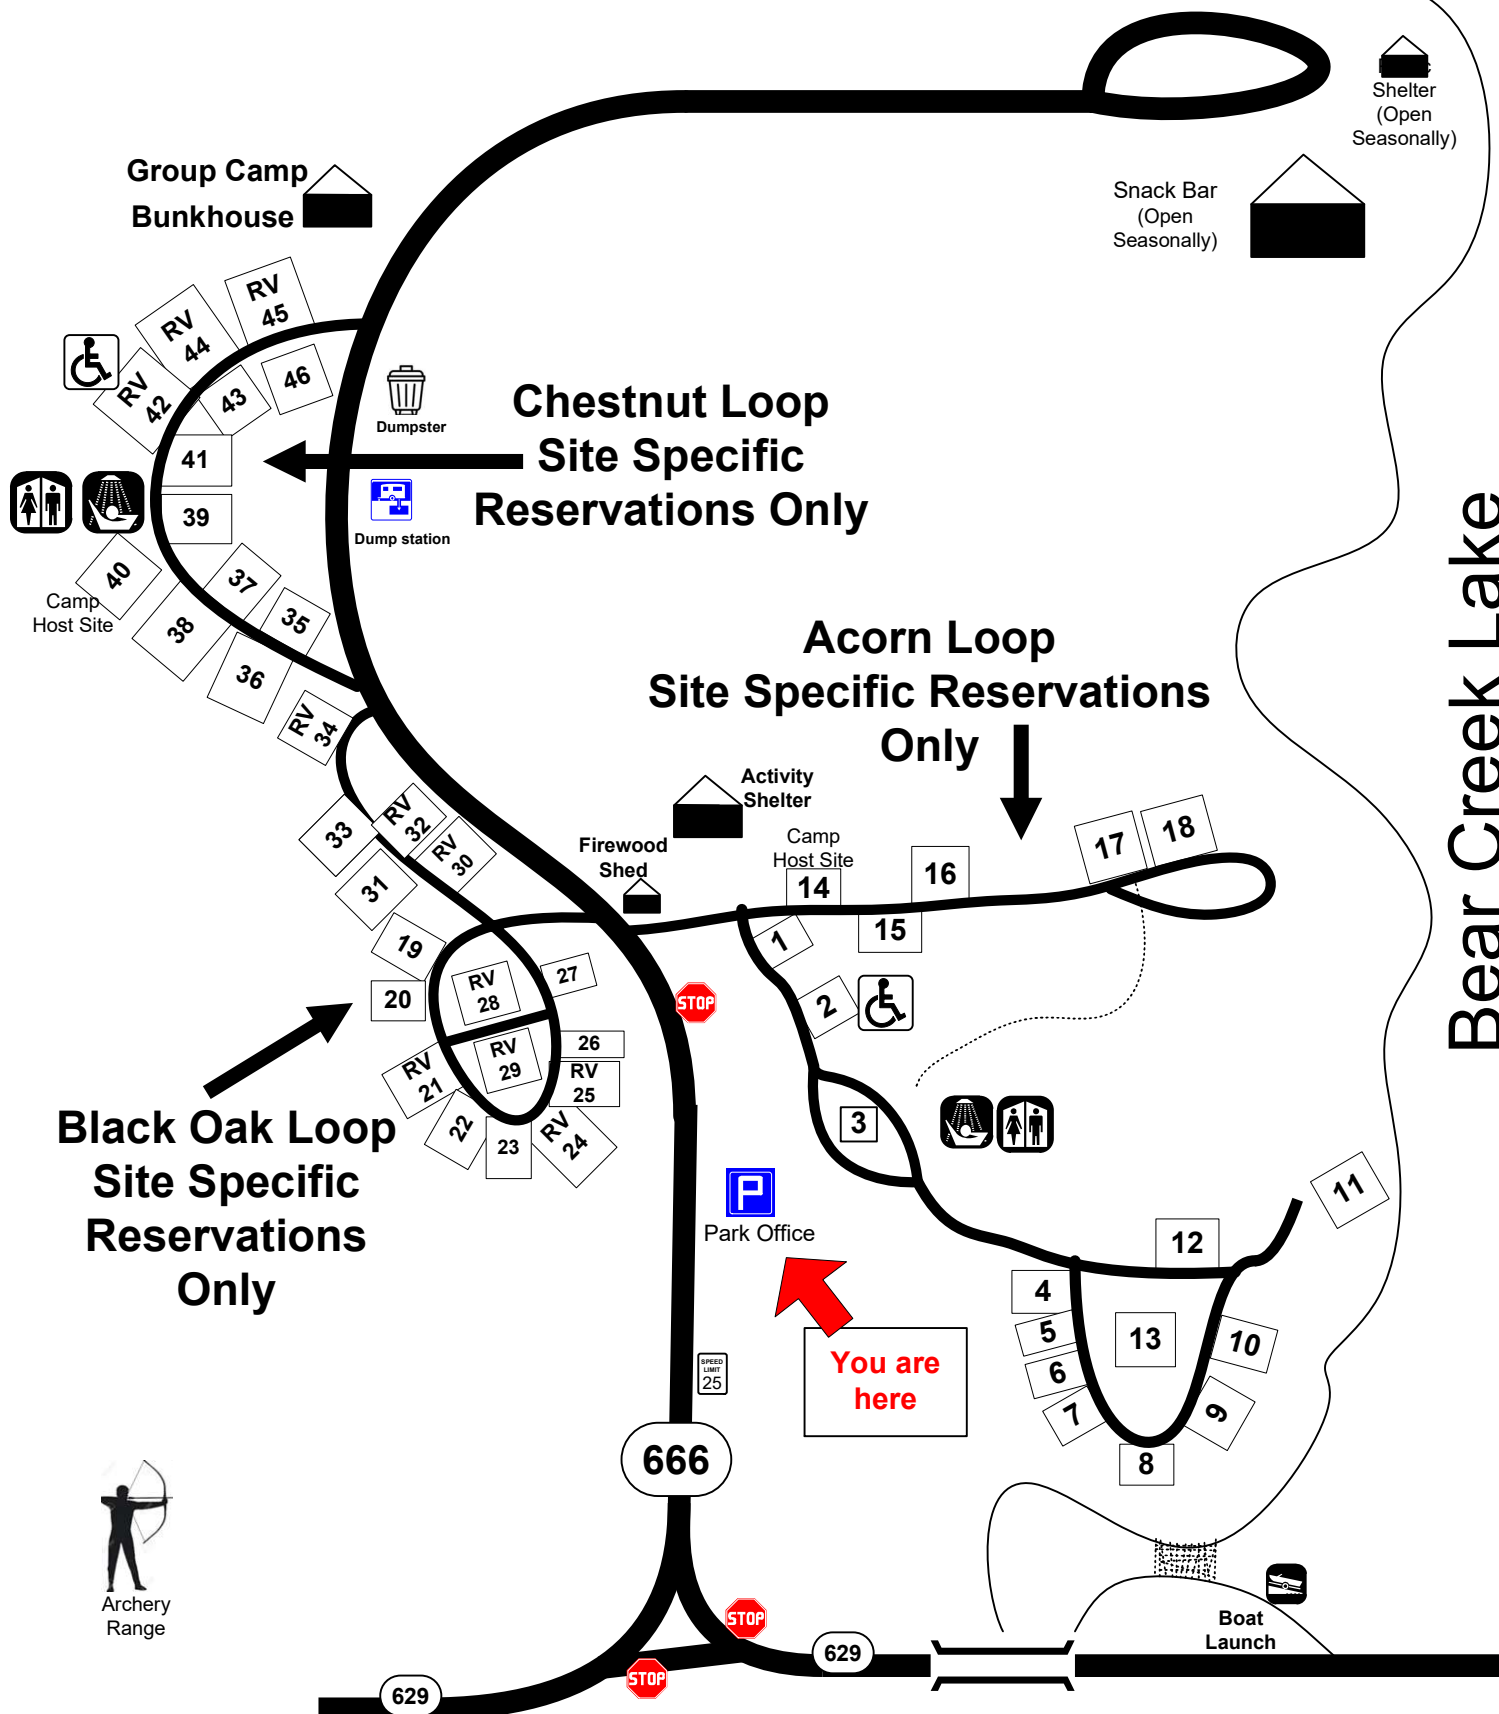 Shelter
(Open
Seasonally)
Group Camp
Bunkhouse
Snack Bar
(Open
Seasonally)
RV
45
RV
44
RV
42
43
46
41
39
40
Camp
Host Site
38
37
35
36
RV
34
Dumpster
Dump station
Chestnut Loop
Site Specific
Reservations Only
Bear Creek Lake
Acorn Loop
Site Specific Reservations
Only
Activity
Shelter
Firewood
Shed
Camp
Host Site
14
16
15
17
18
1
2
3
33
RV
32
RV
30
31
19
20
RV
28
27
RV
29
26
RV
25
RV
21
22
23
RV
24
STOP
Black Oak Loop
Site Specific
Reservations
Only
P
Park Office
You are
here
SPEED
LIMIT
25
11
12
4
5
6
7
13
10
9
8
666
Archery
Range
STOP
STOP
629
629
Boat
Launch